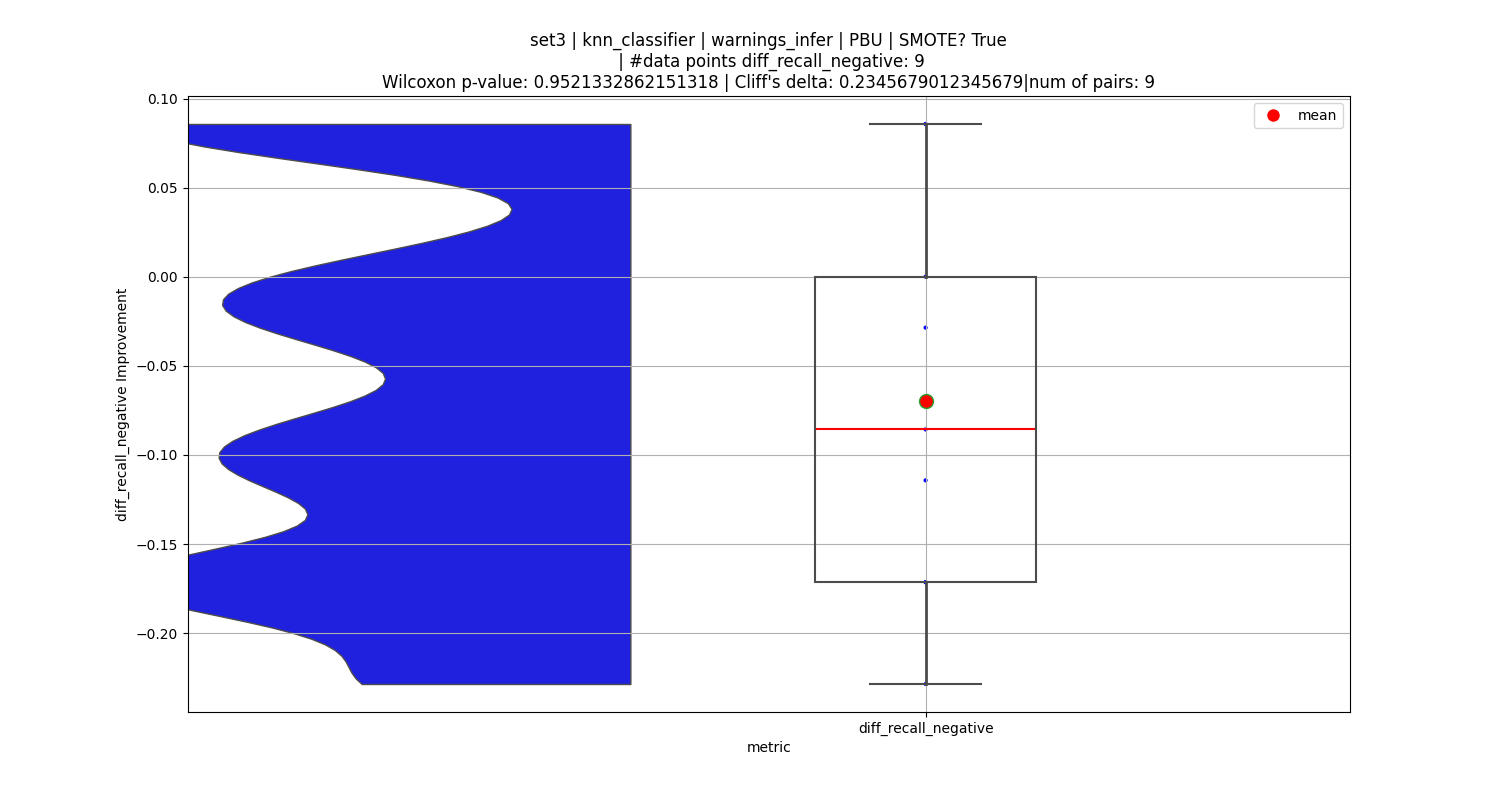 set3 | knn_classifier | warnings_infer | PBU | SMOTE? True
| #data points diff_recall_negative: 9
Wilcoxon p-value: 0.9521332862151318 | Cliff's delta: 0.2345679012345679|num of pairs: 9
mean
0.10
0.05
0.00
−0.05
−0.10
−0.15
−0.20
diff_recall_negative Improvement
diff_recall_negative
metric